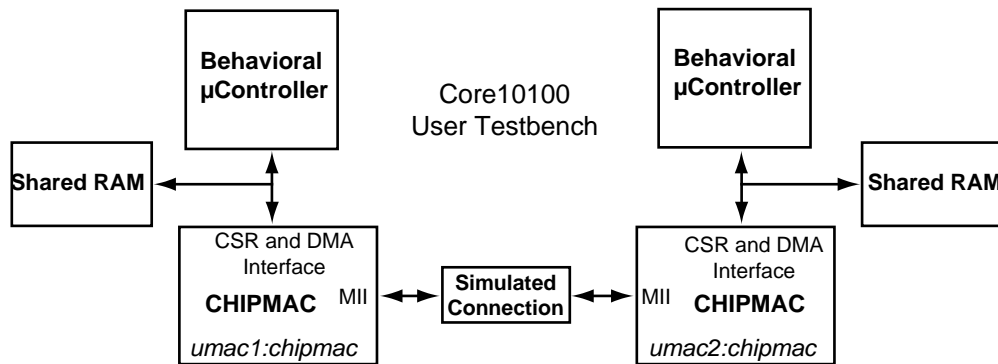 Behavioral
µController
Core10100
User Testbench
Behavioral
µController
Shared RAM
Shared RAM
CSR and DMA
Interface
CHIPMAC
MII
umac1:chipmac
Simulated
Connection
CSR and DMA
Interface
MII
CHIPMAC
umac2:chipmac